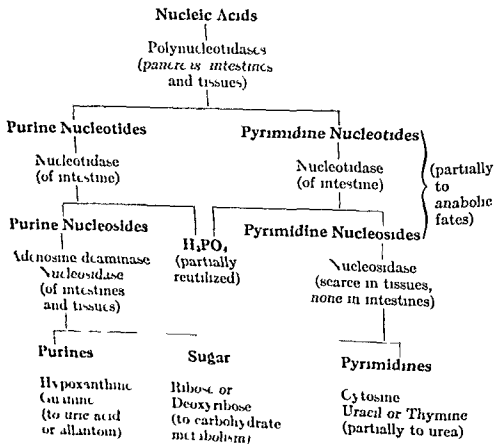 Nucleic Acids
Polynucleotidases
(pancreas intestines
and tissues)
Purine Nucleotides
Pyrimidine Nucleotides
Nucleotidase
(of intestine)
Nucleotidase
(of intestine)
(partially
to
anabolic
fates)
Purine Nucleosides
H₃PO₄
(partially
reutilized)
Pyrimidine Nucleosides
Adenosine deaminase
Nucleosidase
(of intestines
and tissues)
Nucleosidase
(scarce in tissues,
none in intestines)
Purines
Sugar
Pyrimidines
Hypoxanthine
Guanine
(to uric acid
or allantoin)
Ribose or
Deoxyribose
(to carbohydrate
metabolism)
Cytosine
Uracil or Thymine
(partially to urea)